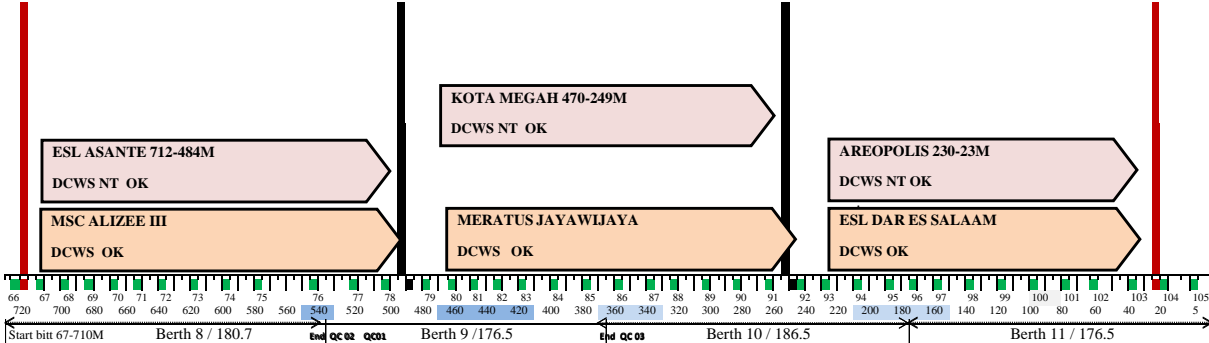 KOTA MEGAH 470-249M
DCWS NT OK
ESL ASANTE 712-484M
DCWS NT OK
AREOPOLIS 230-23M
DCWS NT OK
MSC ALIZEE III
DCWS OK
MERATUS JAYAWIJAYA
DCWS OK
ESL DAR ES SALAAM
DCWS OK
66 67 68 69 70 71 72 73 74 75 76 77 78 79 80 81 82 83 84 85 86 87 88 89 90 91 92 93 94 95 96 97 98 99 100 101 102 103 104 105
720 700 680 660 640 620 600 580 560 540 520 500 480 460 440 420 400 380 360 340 320 300 280 260 240 220 200 180 160 140 120 100 80 60 40 20 5
Start bitt 67-710M Berth 8 / 180.7 End QC 02 QC01 Berth 9 /176.5 End QC 03 Berth 10 / 186.5 Berth 11 / 176.5